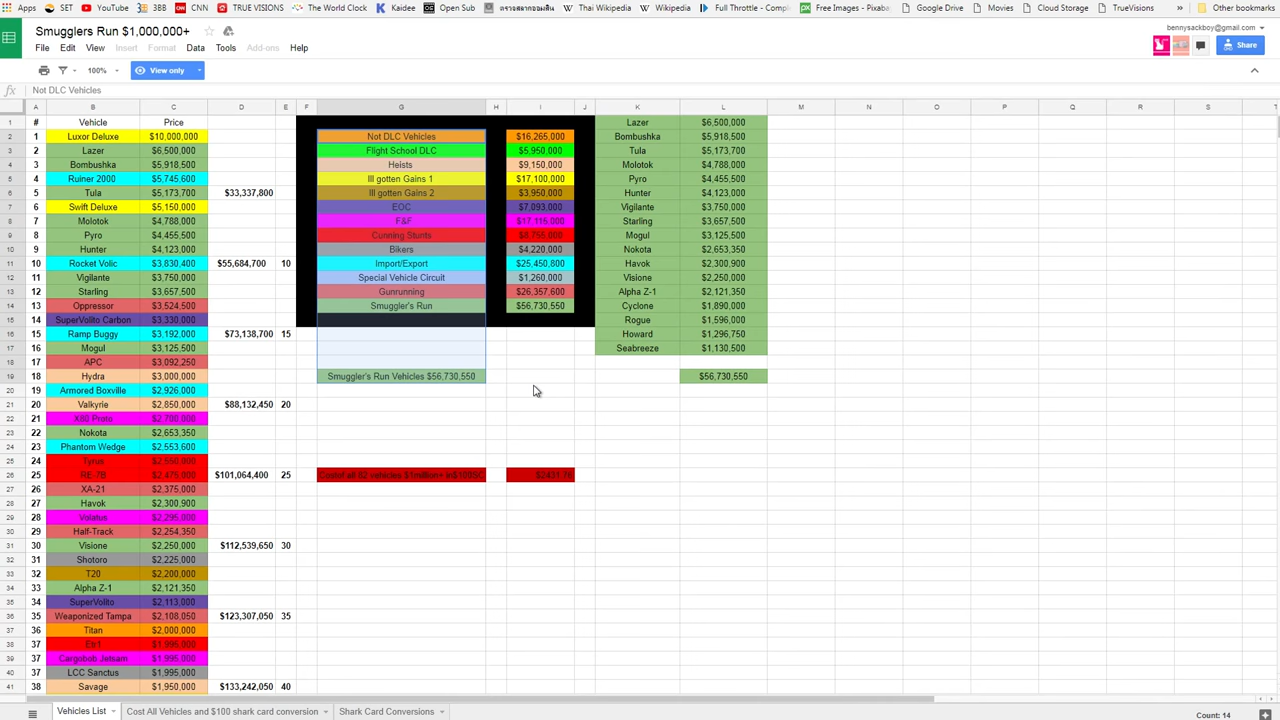 Apps SET YouTube 3BB CNN TRUE VISIONS The World Clock Kaidee Open Sub ตรวจสลากกินแบ่ง Thai Wikipedia Wikipedia Full Throttle - Compl Free Images - Pixaba Google Drive Movies Cloud Storage TrueVisions Other bookmarks
Smugglers Run $1,000,000+
bennysackboy@gmail.com
File Edit View Insert Format Data Tools Add-ons Help
Share
100% View only
fx Not DLC Vehicles
A B C D E F G H I J K L M N O P Q R S T
1 # Vehicle Price Lazer $6,500,000
2 1 Luxor Deluxe $10,000,000 Not DLC Vehicles $16,265,000 Bombushka $5,918,500
3 2 Lazer $6,500,000 Flight School DLC $5,950,000 Tula $5,173,700
4 3 Bombushka $5,918,500 Heists $9,150,000 Molotok $4,788,000
5 4 Ruiner 2000 $5,745,600 Ill gotten Gains 1 $17,100,000 Pyro $4,455,500
6 5 Tula $5,173,700 $33,337,800 Ill gotten Gains 2 $3,950,000 Hunter $4,123,000
7 6 Swift Deluxe $5,150,000 EOC $7,093,000 Vigilante $3,750,000
8 7 Molotok $4,788,000 F&F $17,115,000 Starling $3,657,500
9 8 Pyro $4,455,500 Cunning Stunts $8,755,000 Mogul $3,125,500
10 9 Hunter $4,123,000 Bikers $4,220,000 Nokota $2,653,350
11 10 Rocket Volic $3,830,400 $55,684,700 10 Import/Export $25,450,800 Havok $2,300,900
12 11 Vigilante $3,750,000 Special Vehicle Circuit $1,260,000 Visione $2,250,000
13 12 Starling $3,657,500 Gunrunning $26,357,600 Alpha Z-1 $2,121,350
14 13 Oppressor $3,524,500 Smuggler's Run $56,730,550 Cyclone $1,890,000
15 14 SuperVolito Carbon $3,330,000 Rogue $1,596,000
16 15 Ramp Buggy $3,192,000 $73,138,700 15 Howard $1,296,750
17 16 Mogul $3,125,500 Seabreeze $1,130,500
18 17 APC $3,092,250
19 18 Hydra $3,000,000 Smuggler's Run Vehicles $56,730,550 $56,730,550
20 19 Armored Boxville $2,926,000
21 20 Valkyrie $2,850,000 $88,132,450 20
22 21 X80 Proto $2,700,000
23 22 Nokota $2,653,350
24 23 Phantom Wedge $2,553,600
25 24 Tyrus $2,550,000
26 25 RE-7B $2,475,000 $101,064,400 25 Cost of all 82 vehicles $1million+ in $100SC $2431.76
27 26 XA-21 $2,375,000
28 27 Havok $2,300,900
29 28 Volatus $2,295,000
30 29 Half-Track $2,254,350
31 30 Visione $2,250,000 $112,539,650 30
32 31 Shotoro $2,225,000
33 32 T20 $2,200,000
34 33 Alpha Z-1 $2,121,350
35 34 SuperVolito $2,113,000
36 35 Weaponized Tampa $2,108,050 $123,307,050 35
37 36 Titan $2,000,000
38 37 Etr1 $1,995,000
39 37 Cargobob Jetsam $1,995,000
40 37 LCC Sanctus $1,995,000
41 38 Savage $1,950,000 $133,242,050 40
Vehicles List Cost All Vehicles and $100 shark card conversion Shark Card Conversions Count: 14